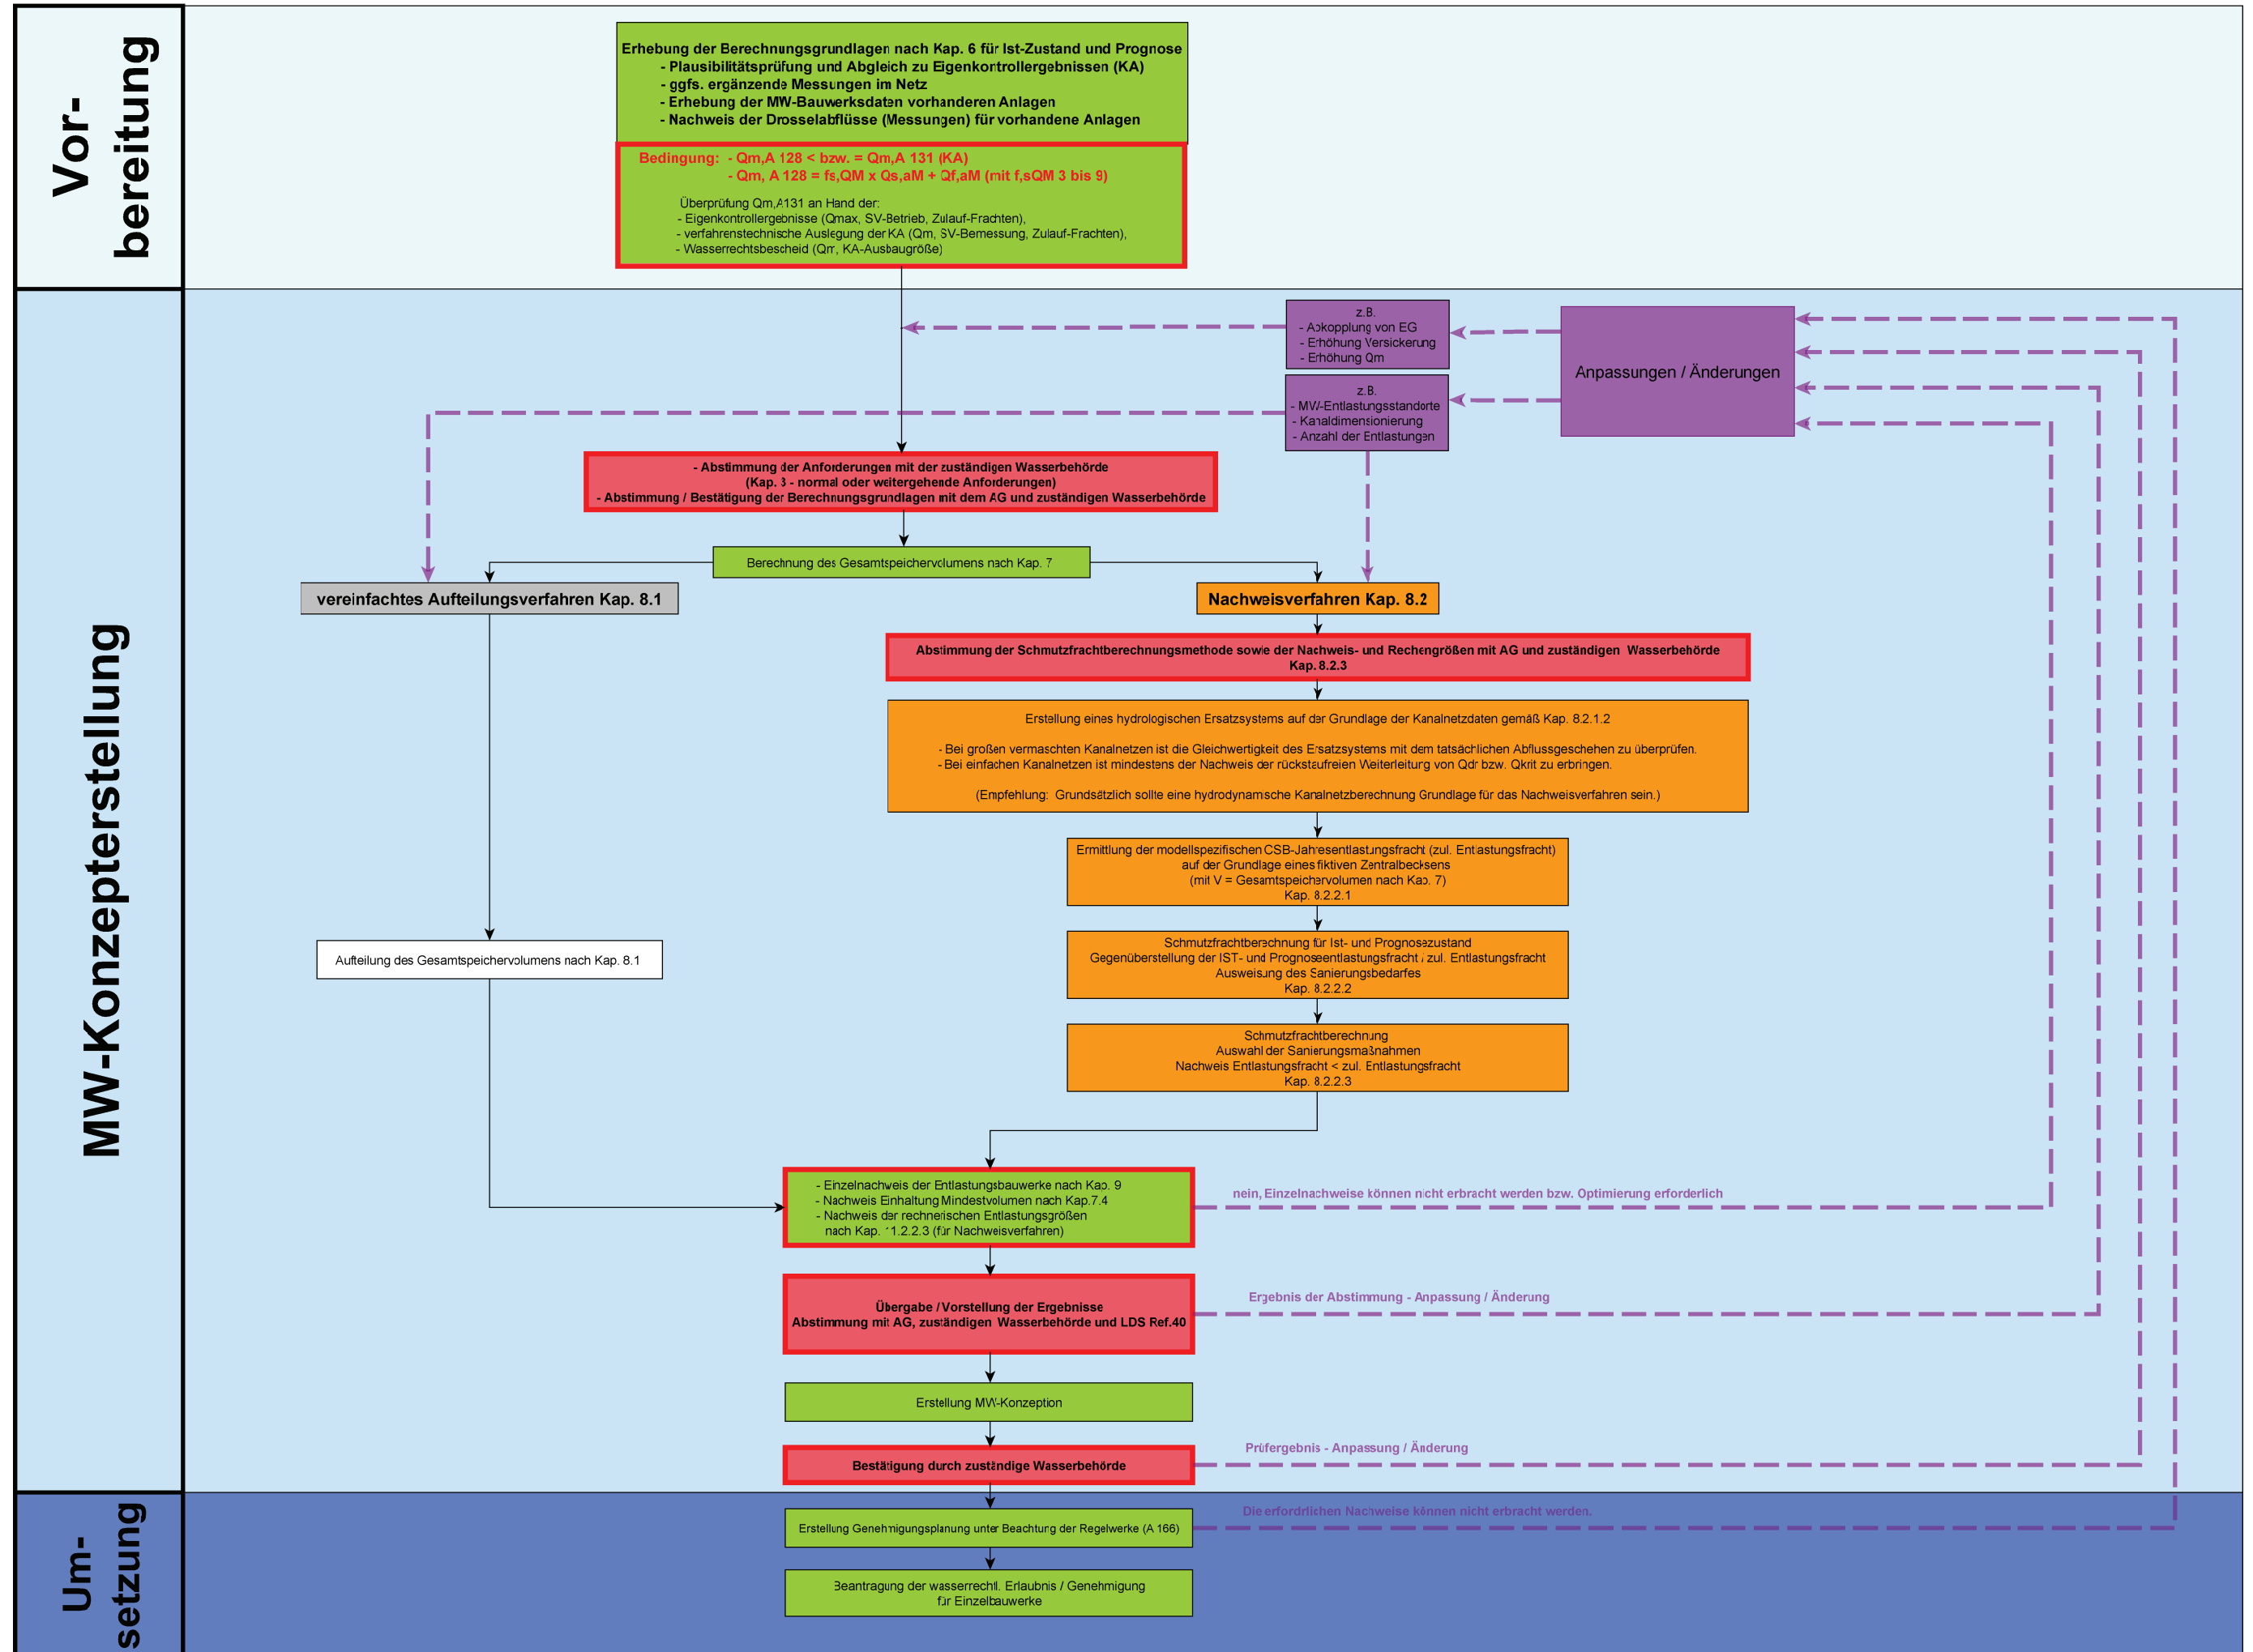 Vor-
bereitung
Erhebung der Berechnungsgrundlagen nach Kap. 6 für Ist-Zustand und Prognose
- Plausibilitätsprüfung und Abgleich zu Eigenkontrollergebnissen (KA)
- ggfs. ergänzende Messungen im Netz
- Erhebung der MW-Bauwerksdaten vorhanderen Anlagen
- Nachweis der Drosselabflüsse (Messungen) für vorhandene Anlagen
Bedingung: - Qm,A 128 < bzw. = Qm,A 131 (KA)
- Qm, A 128 = fs,QM x Qs,aM + Qf,aM (mit f,sQM 3 bis 9)
Überprüfung Qm,A131 an Hand der:
- Eigenkontrollergebnisse (Qmax, SV-Betrieb, Zulauf-Frachten),
- verfahrenstechnische Auslegung der KA (Qm, SV-Bemessung, Zulauf-Frachten),
- Wasserrechtsbescheid (Qm, KA-Ausbaugröße)
MW-Konzepterstellung
z.B.
- Abkopplung von EG
- Erhöhung Versickerung
- Erhöhung Qm
Anpassungen / Änderungen
z.B.
- MW-Entlastungsstandorte
- Kanaldimensionierung
- Anzahl der Entlastungen
- Abstimmung der Anforderungen mit der zuständigen Wasserbehörde
(Kap. 3 - normal oder weitergehende Anforderungen)
- Abstimmung / Bestätigung der Berechnungsgrundlagen mit dem AG und zuständigen Wasserbehörde
Berechnung des Gesamtspeichervolumens nach Kap. 7
vereinfachtes Aufteilungsverfahren Kap. 8.1
Nachweisverfahren Kap. 8.2
Abstimmung der Schmutzfrachtberechnungsmethode sowie der Nachweis- und Rechengrößen mit AG und zuständigen Wasserbehörde
Kap. 8.2.3
Erstellung eines hydrologischen Ersatzsystems auf der Grundlage der Kanalnetzdaten gemäß Kap. 8.2.1.2
- Bei großen vermaschten Kanalnetzen ist die Gleichwertigkeit des Ersatzsystems mit dem tatsächlichen Abflussgeschehen zu überprüfen.
- Bei einfachen Kanalnetzen ist mindestens der Nachweis der rückstaufreien Weiterleitung von Qdr bzw. Qkrit zu erbringen.
(Empfehlung: Grundsätzlich sollte eine hydrodynamische Kanalnetzberechnung Grundlage für das Nachweisverfahren sein.)
Ermittlung der modellspezifischen CSB-Jahresentlastungsfracht (zul. Entlastungsfracht)
auf der Grundlage eines fiktiven Zentralbecksens
(mit V = Gesamtspeichervolumen nach Kap. 7)
Kap. 8.2.2.1
Aufteilung des Gesamtspeichervolumens nach Kap. 8.1
Schmutzfrachtberechnung für Ist- und Prognosezustand
Gegenüberstellung der IST- und Prognoseentlastungsfracht / zul. Entlastungsfracht
Ausweisung des Sanierungsbedarfes
Kap. 8.2.2.2
Schmutzfrachtberechnung
Auswahl der Sanierungsmaßnahmen
Nachweis Entlastungsfracht < zul. Entlastungsfracht
Kap. 8.2.2.3
- Einzelnachweis der Entlastungsbauwerke nach Kap. 9
- Nachweis Einhaltung Mindestvolumen nach Kap.7.4
- Nachweis der rechnerischen Entlastungsgrößen
nach Kap. 11.2.2.3 (für Nachweisverfahren)
nein, Einzelnachweise können nicht erbracht werden bzw. Optimierung erforderlich
Übergabe / Vorstellung der Ergebnisse
Abstimmung mit AG, zuständigen Wasserbehörde und LDS Ref.40
Ergebnis der Abstimmung - Anpassung / Änderung
Erstellung MW-Konzeption
Bestätigung durch zuständige Wasserbehörde
Prüfergebnis - Anpassung / Änderung
Um-
setzung
Erstellung Genehmigungsplanung unter Beachtung der Regelwerke (A 166)
Die erfordrlichen Nachweise können nicht erbracht werden.
Beantragung der wasserrechtl. Erlaubnis / Genehmigung
für Einzelbauwerke